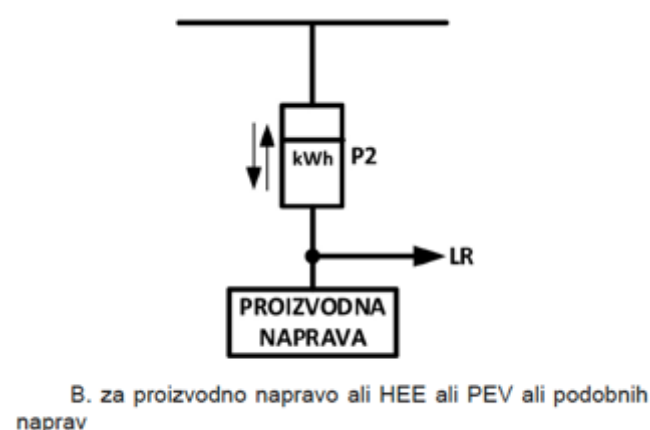 kWh P2
LR
PROIZVODNA
NAPRAVA
B. za proizvodno napravo ali HEE ali PEV ali podobnih
naprav